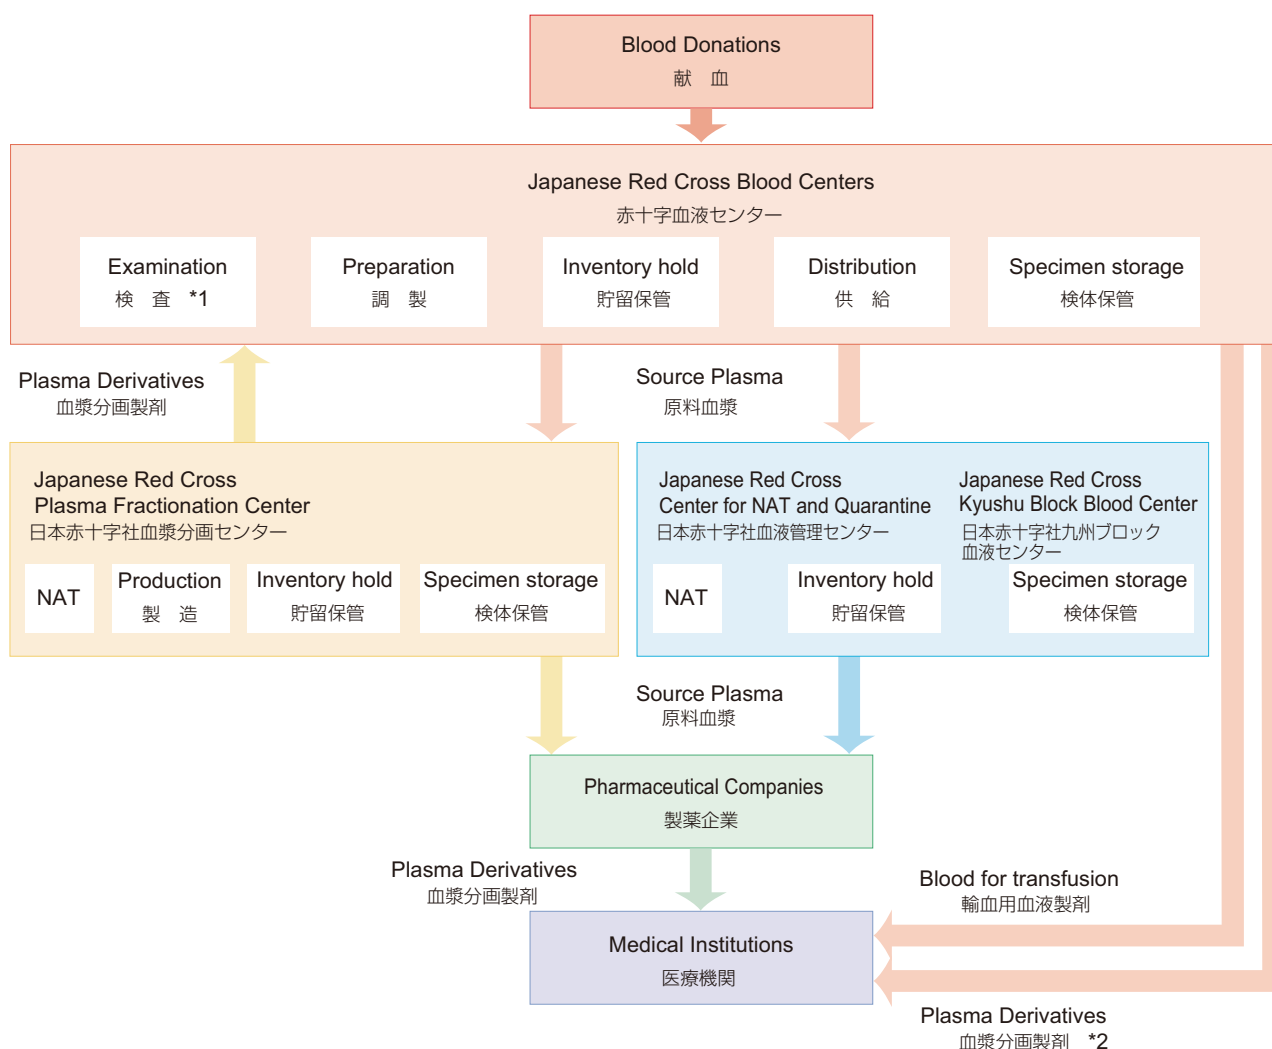 Blood Donations
献 血
Japanese Red Cross Blood Centers
赤十字血液センター
Examination
検 査 *1
Preparation
調 製
Inventory hold
貯留保管
Distribution
供 給
Specimen storage
検体保管
Plasma Derivatives
血漿分画製剤
Source Plasma
原料血漿
Japanese Red Cross
Plasma Fractionation Center
日本赤十字社血漿分画センター
NAT
Production
製 造
Inventory hold
貯留保管
Specimen storage
検体保管
Japanese Red Cross
Center for NAT and Quarantine
日本赤十字社血液管理センター
Japanese Red Cross
Kyushu Block Blood Center
日本赤十字社九州ブロック
血液センター
NAT
Inventory hold
貯留保管
Specimen storage
検体保管
Source Plasma
原料血漿
Pharmaceutical Companies
製薬企業
Plasma Derivatives
血漿分画製剤
Blood for transfusion
輸血用血液製剤
Medical Institutions
医療機関
Plasma Derivatives
血漿分画製剤 *2